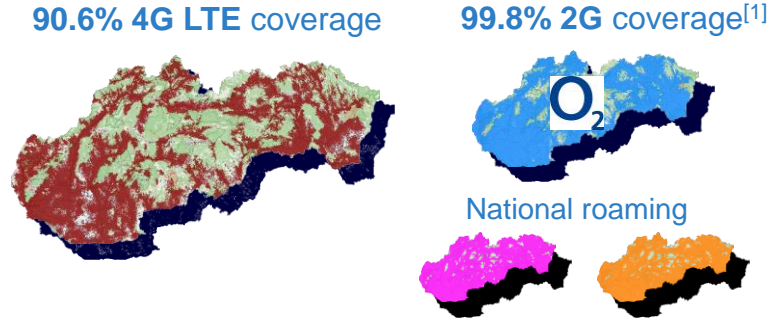 90.6% 4G LTE coverage
99.8% 2G coverage[1]
O2
National roaming